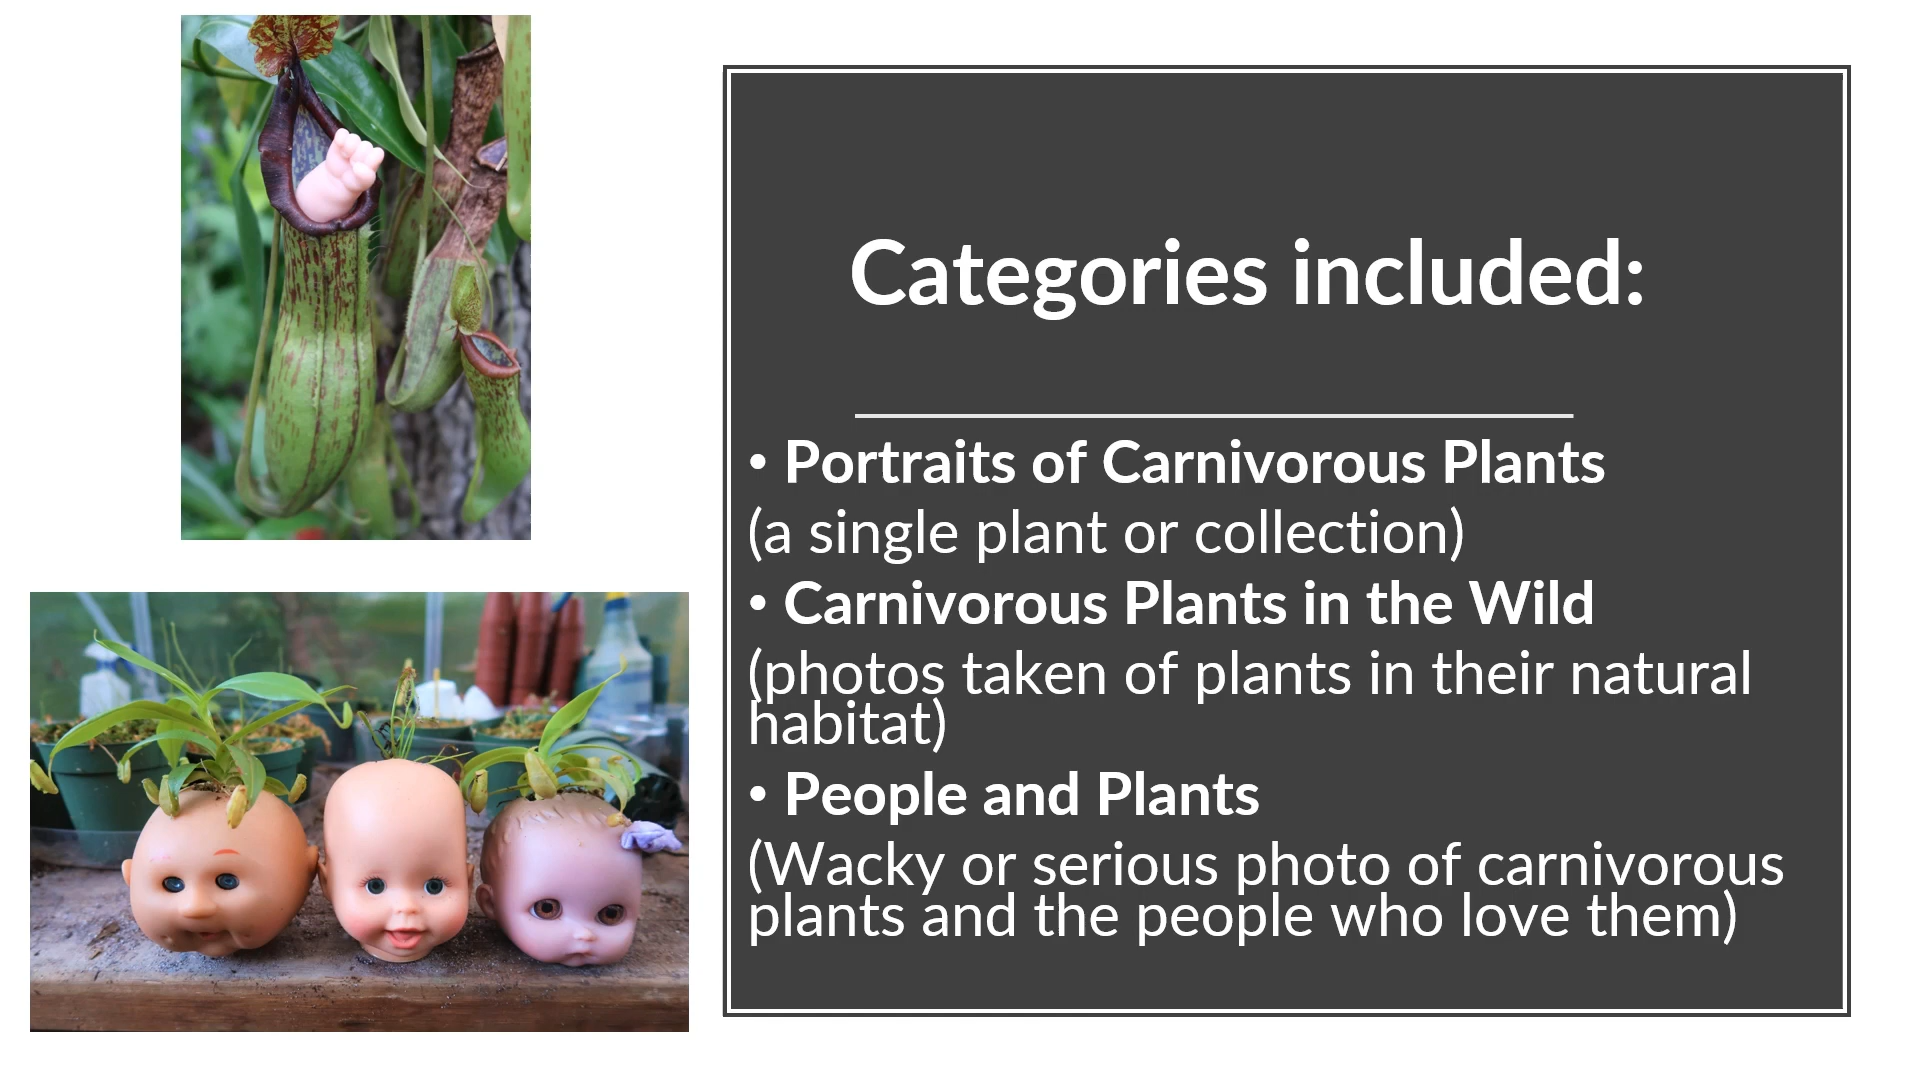 Categories included:
• Portraits of Carnivorous Plants
(a single plant or collection)
• Carnivorous Plants in the Wild
(photos taken of plants in their natural
habitat)
• People and Plants
(Wacky or serious photo of carnivorous
plants and the people who love them)